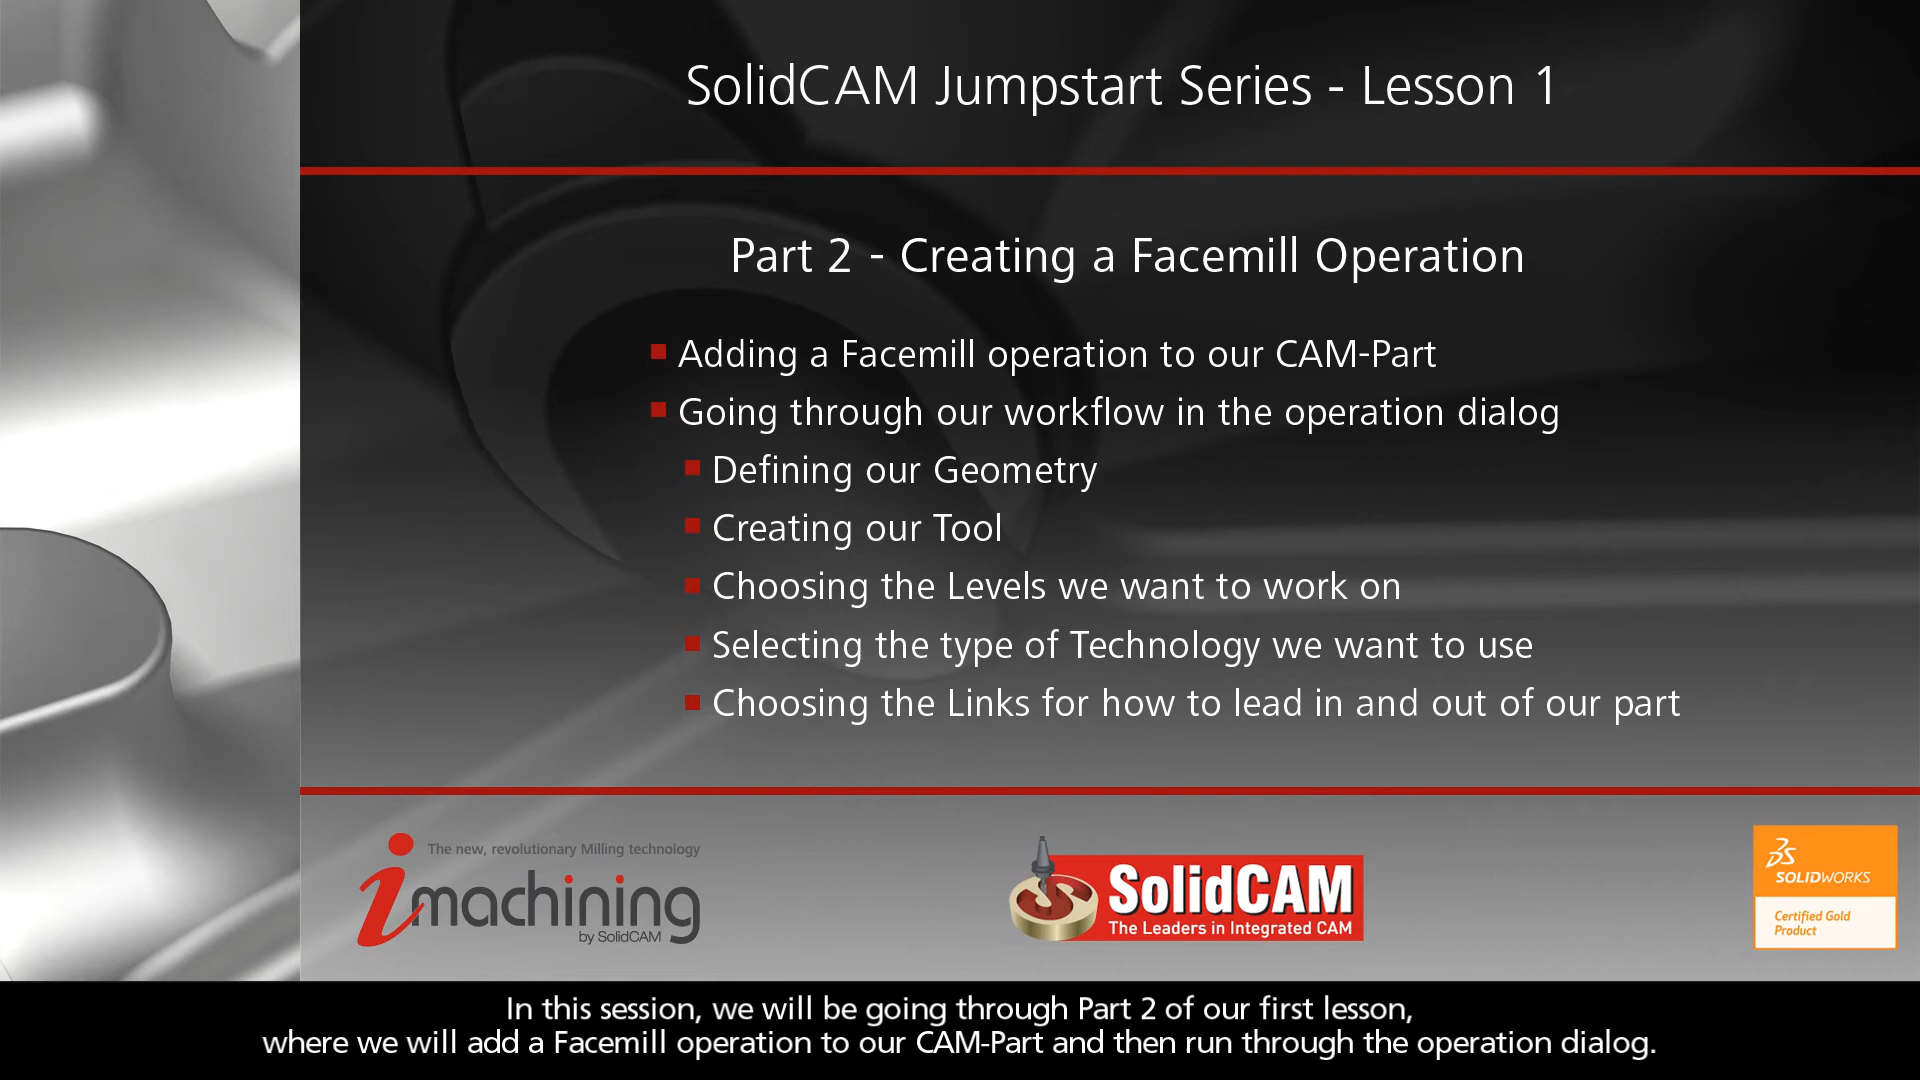 SolidCAM Jumpstart Series - Lesson 1
Part 2 - Creating a Facemill Operation
Adding a Facemill operation to our CAM-Part
Going through our workflow in the operation dialog
Defining our Geometry
Creating our Tool
Choosing the Levels we want to work on
Selecting the type of Technology we want to use
Choosing the Links for how to lead in and out of our part
The new, revolutionary Milling technology
imachining
by SolidCAM
SolidCAM
The Leaders in Integrated CAM
SOLIDWORKS
Certified Gold
Product
In this session, we will be going through Part 2 of our first lesson,
where we will add a Facemill operation to our CAM-Part and then run through the operation dialog.